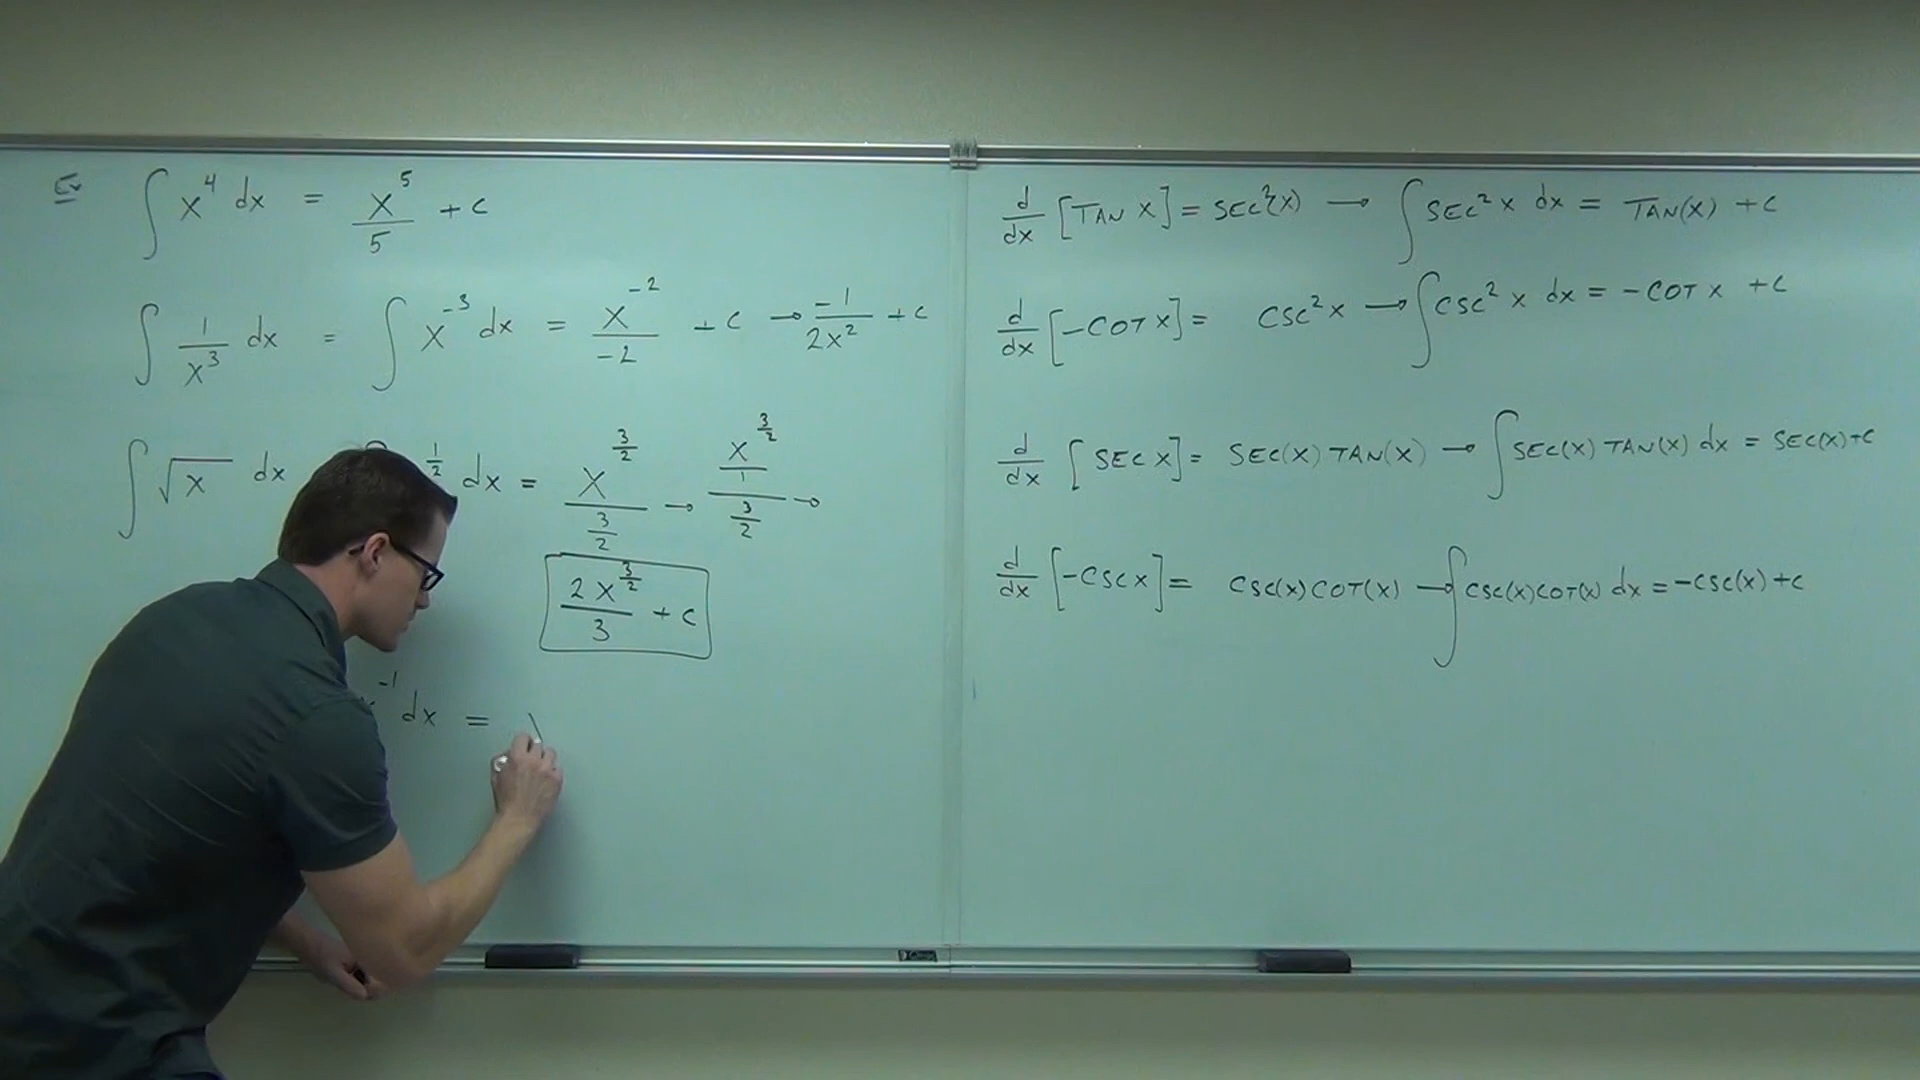 Ex ∫ x⁴ dx = x⁵/5 + C
∫ 1/x³ dx = ∫ x⁻³ dx = x⁻²/-2 + C → -1/2x² + C
∫ √x dx 1/2 dx = x^(3/2)/(3/2) → (x^(3/2)/1)/(3/2) →
2x^(3/2)/3 + C
-1 dx =
d/dx [TAN X] = SEC²(X) → ∫ SEC² X dx = TAN(X) + C
d/dx [-COT X] = CSC² X → ∫ CSC² X dx = -COT X + C
d/dx [SEC X] = SEC(X) TAN(X) → ∫ SEC(X) TAN(X) dx = SEC(X)+C
d/dx [-CSC X] = CSC(X)COT(X) → ∫ CSC(X)COT(X) dx = -CSC(X)+C